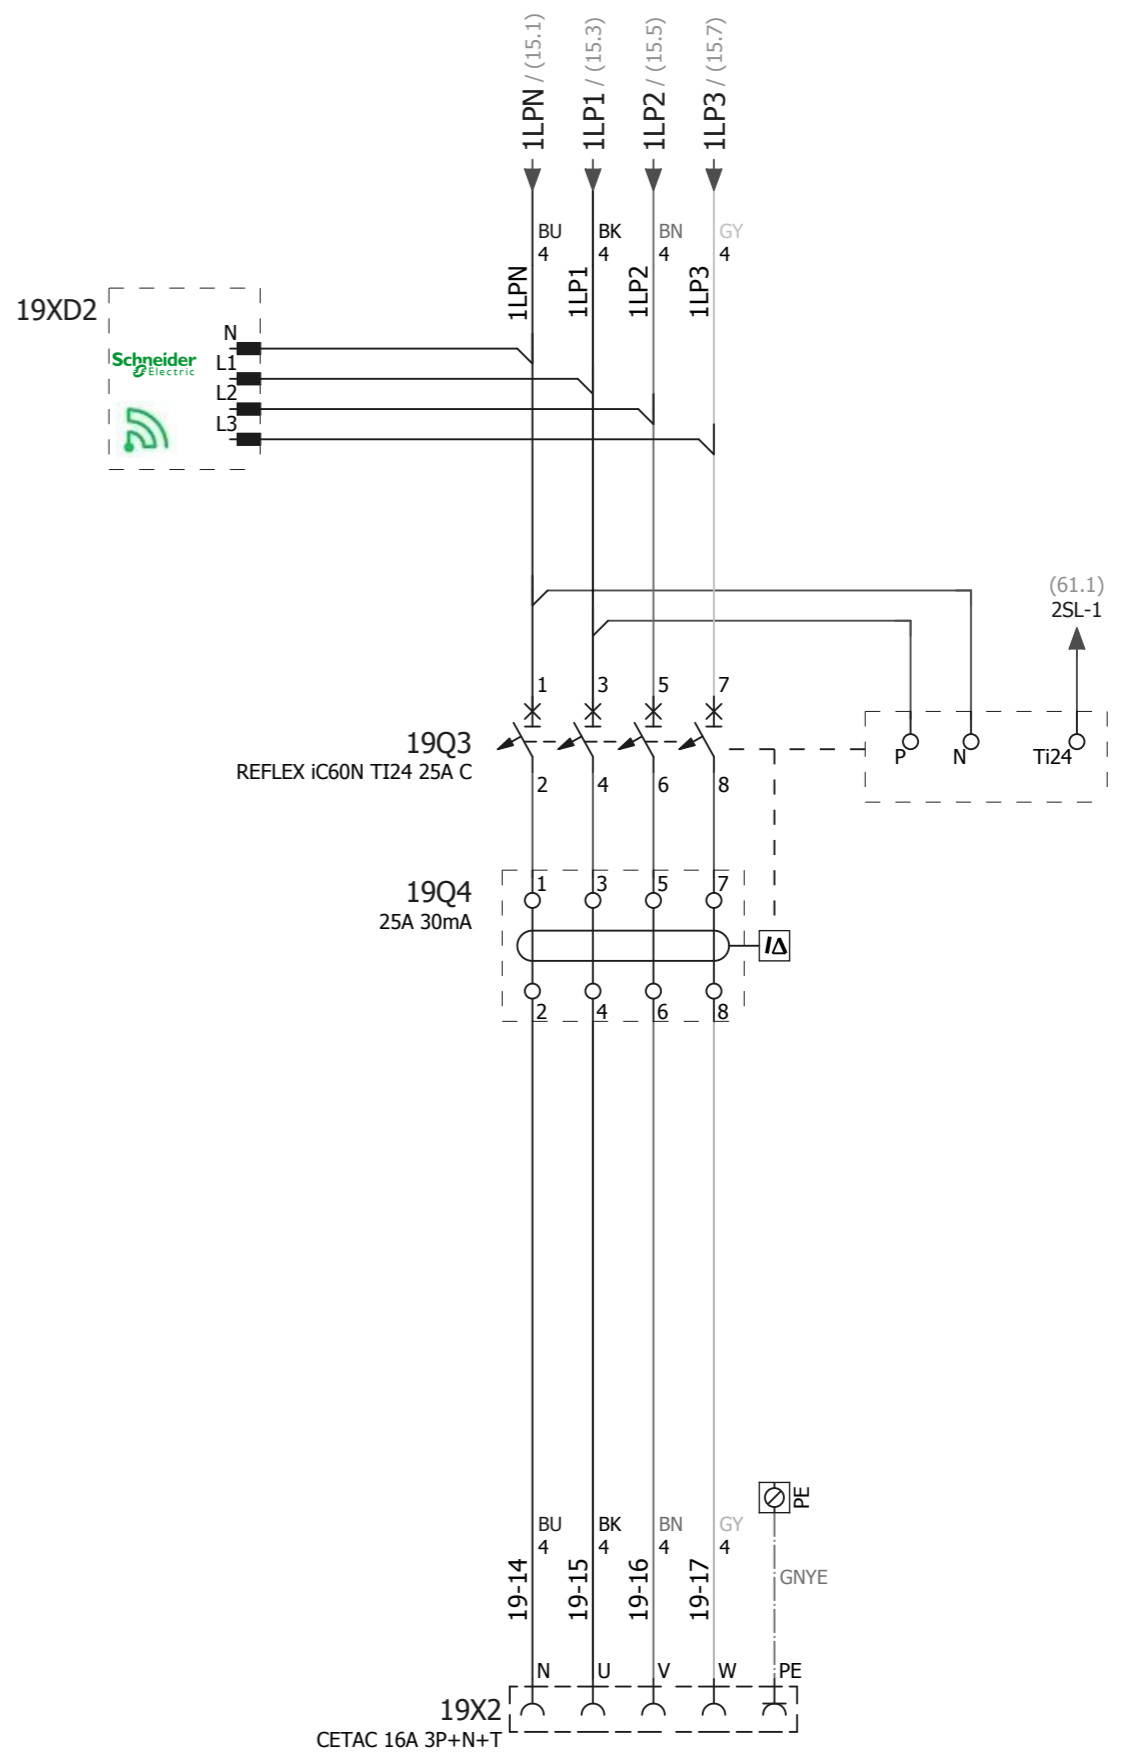 1LPN / (15.1)
1LP1 / (15.3)
1LP2 / (15.5)
1LP3 / (15.7)
BU
4
BK
4
BN
4
GY
4
1LPN
1LP1
1LP2
1LP3
19XD2
Schneider
Electric
N
L1
L2
L3
(61.1)
2SL-1
1
3
5
7
19Q3
REFLEX iC60N TI24 25A C
P
N
Ti24
2
4
6
8
19Q4
25A 30mA
1
3
5
7
I∆
2
4
6
8
PE
BU
4
BK
4
BN
4
GY
4
19-14
19-15
19-16
19-17
GNYE
N
U
V
W
PE
19X2
CETAC 16A 3P+N+T